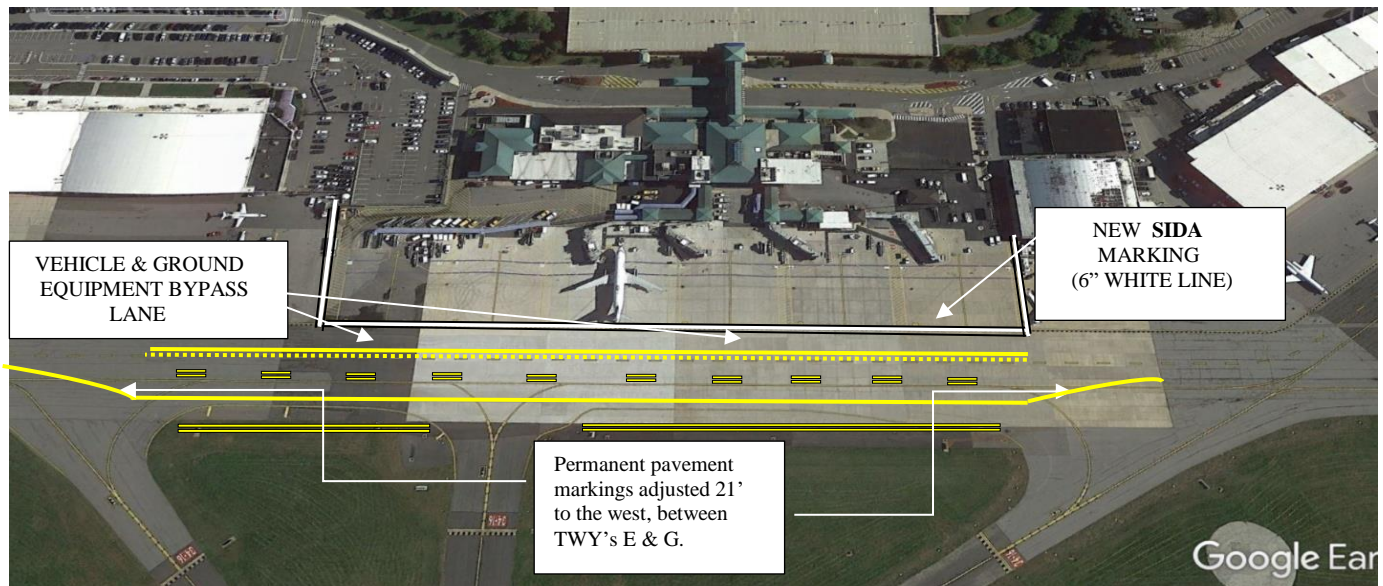 VEHICLE & GROUND
EQUIPMENT BYPASS
LANE
NEW SIDA
MARKING
(6” WHITE LINE)
Permanent pavement
markings adjusted 21’
to the west, between
TWY’s E & G.
Google Ear